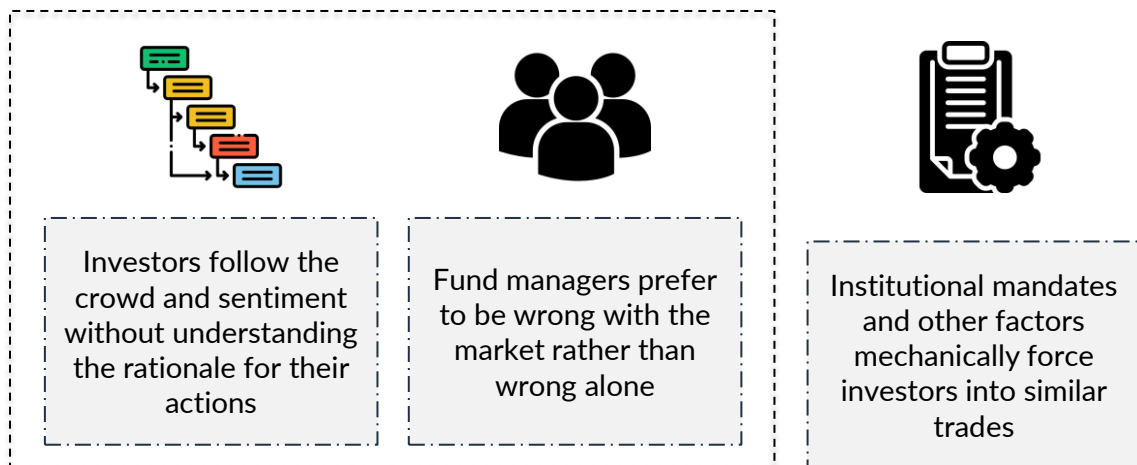 Investors follow the
crowd and sentiment
without understanding
the rationale for their
actions
Fund managers prefer
to be wrong with the
market rather than
wrong alone
Institutional mandates
and other factors
mechanically force
investors into similar
trades